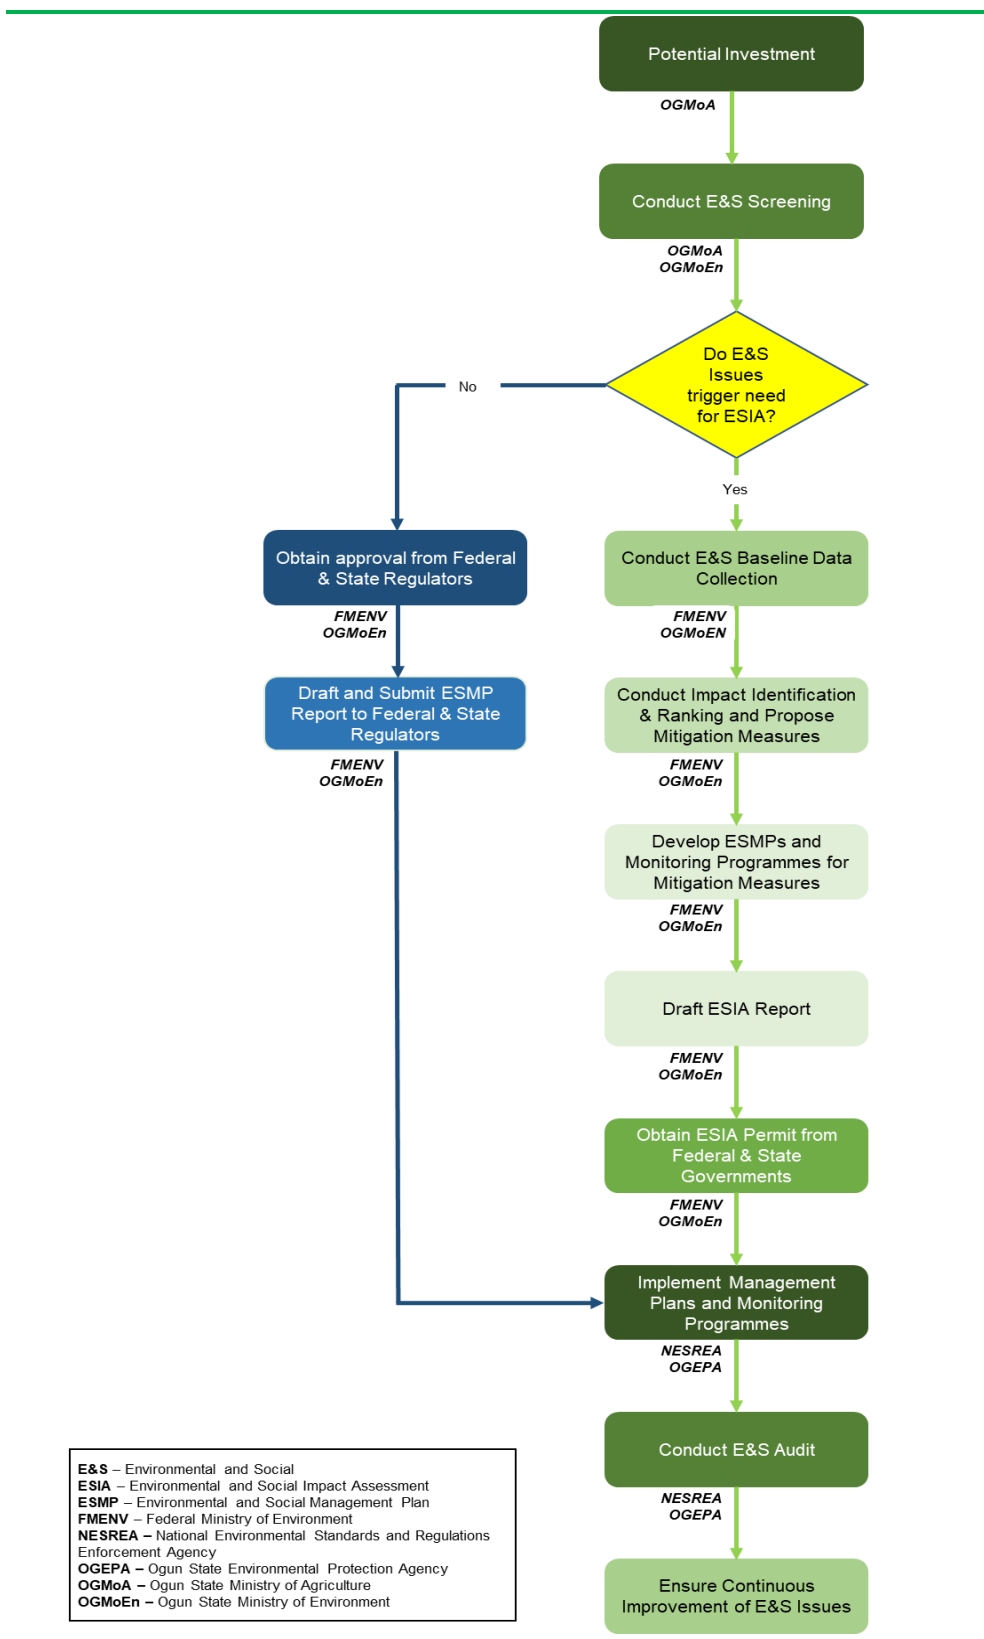 Potential Investment
OGMoA
Conduct E&S Screening
OGMoA
OGMoEn
Do E&S
Issues
trigger need
for ESIA?
No
Yes
Obtain approval from Federal
& State Regulators
FMENV
OGMoEn
Draft and Submit ESMP
Report to Federal & State
Regulators
FMENV
OGMoEn
Conduct E&S Baseline Data
Collection
FMENV
OGMoEN
Conduct Impact Identification
& Ranking and Propose
Mitigation Measures
FMENV
OGMoEn
Develop ESMPs and
Monitoring Programmes for
Mitigation Measures
FMENV
OGMoEn
Draft ESIA Report
FMENV
OGMoEn
Obtain ESIA Permit from
Federal & State
Governments
FMENV
OGMoEn
Implement Management
Plans and Monitoring
Programmes
NESREA
OGEPA
Conduct E&S Audit
NESREA
OGEPA
Ensure Continuous
Improvement of E&S Issues
E&S – Environmental and Social
ESIA – Environmental and Social Impact Assessment
ESMP – Environmental and Social Management Plan
FMENV – Federal Ministry of Environment
NESREA – National Environmental Standards and Regulations
Enforcement Agency
OGEPA – Ogun State Environmental Protection Agency
OGMoA – Ogun State Ministry of Agriculture
OGMoEn – Ogun State Ministry of Environment